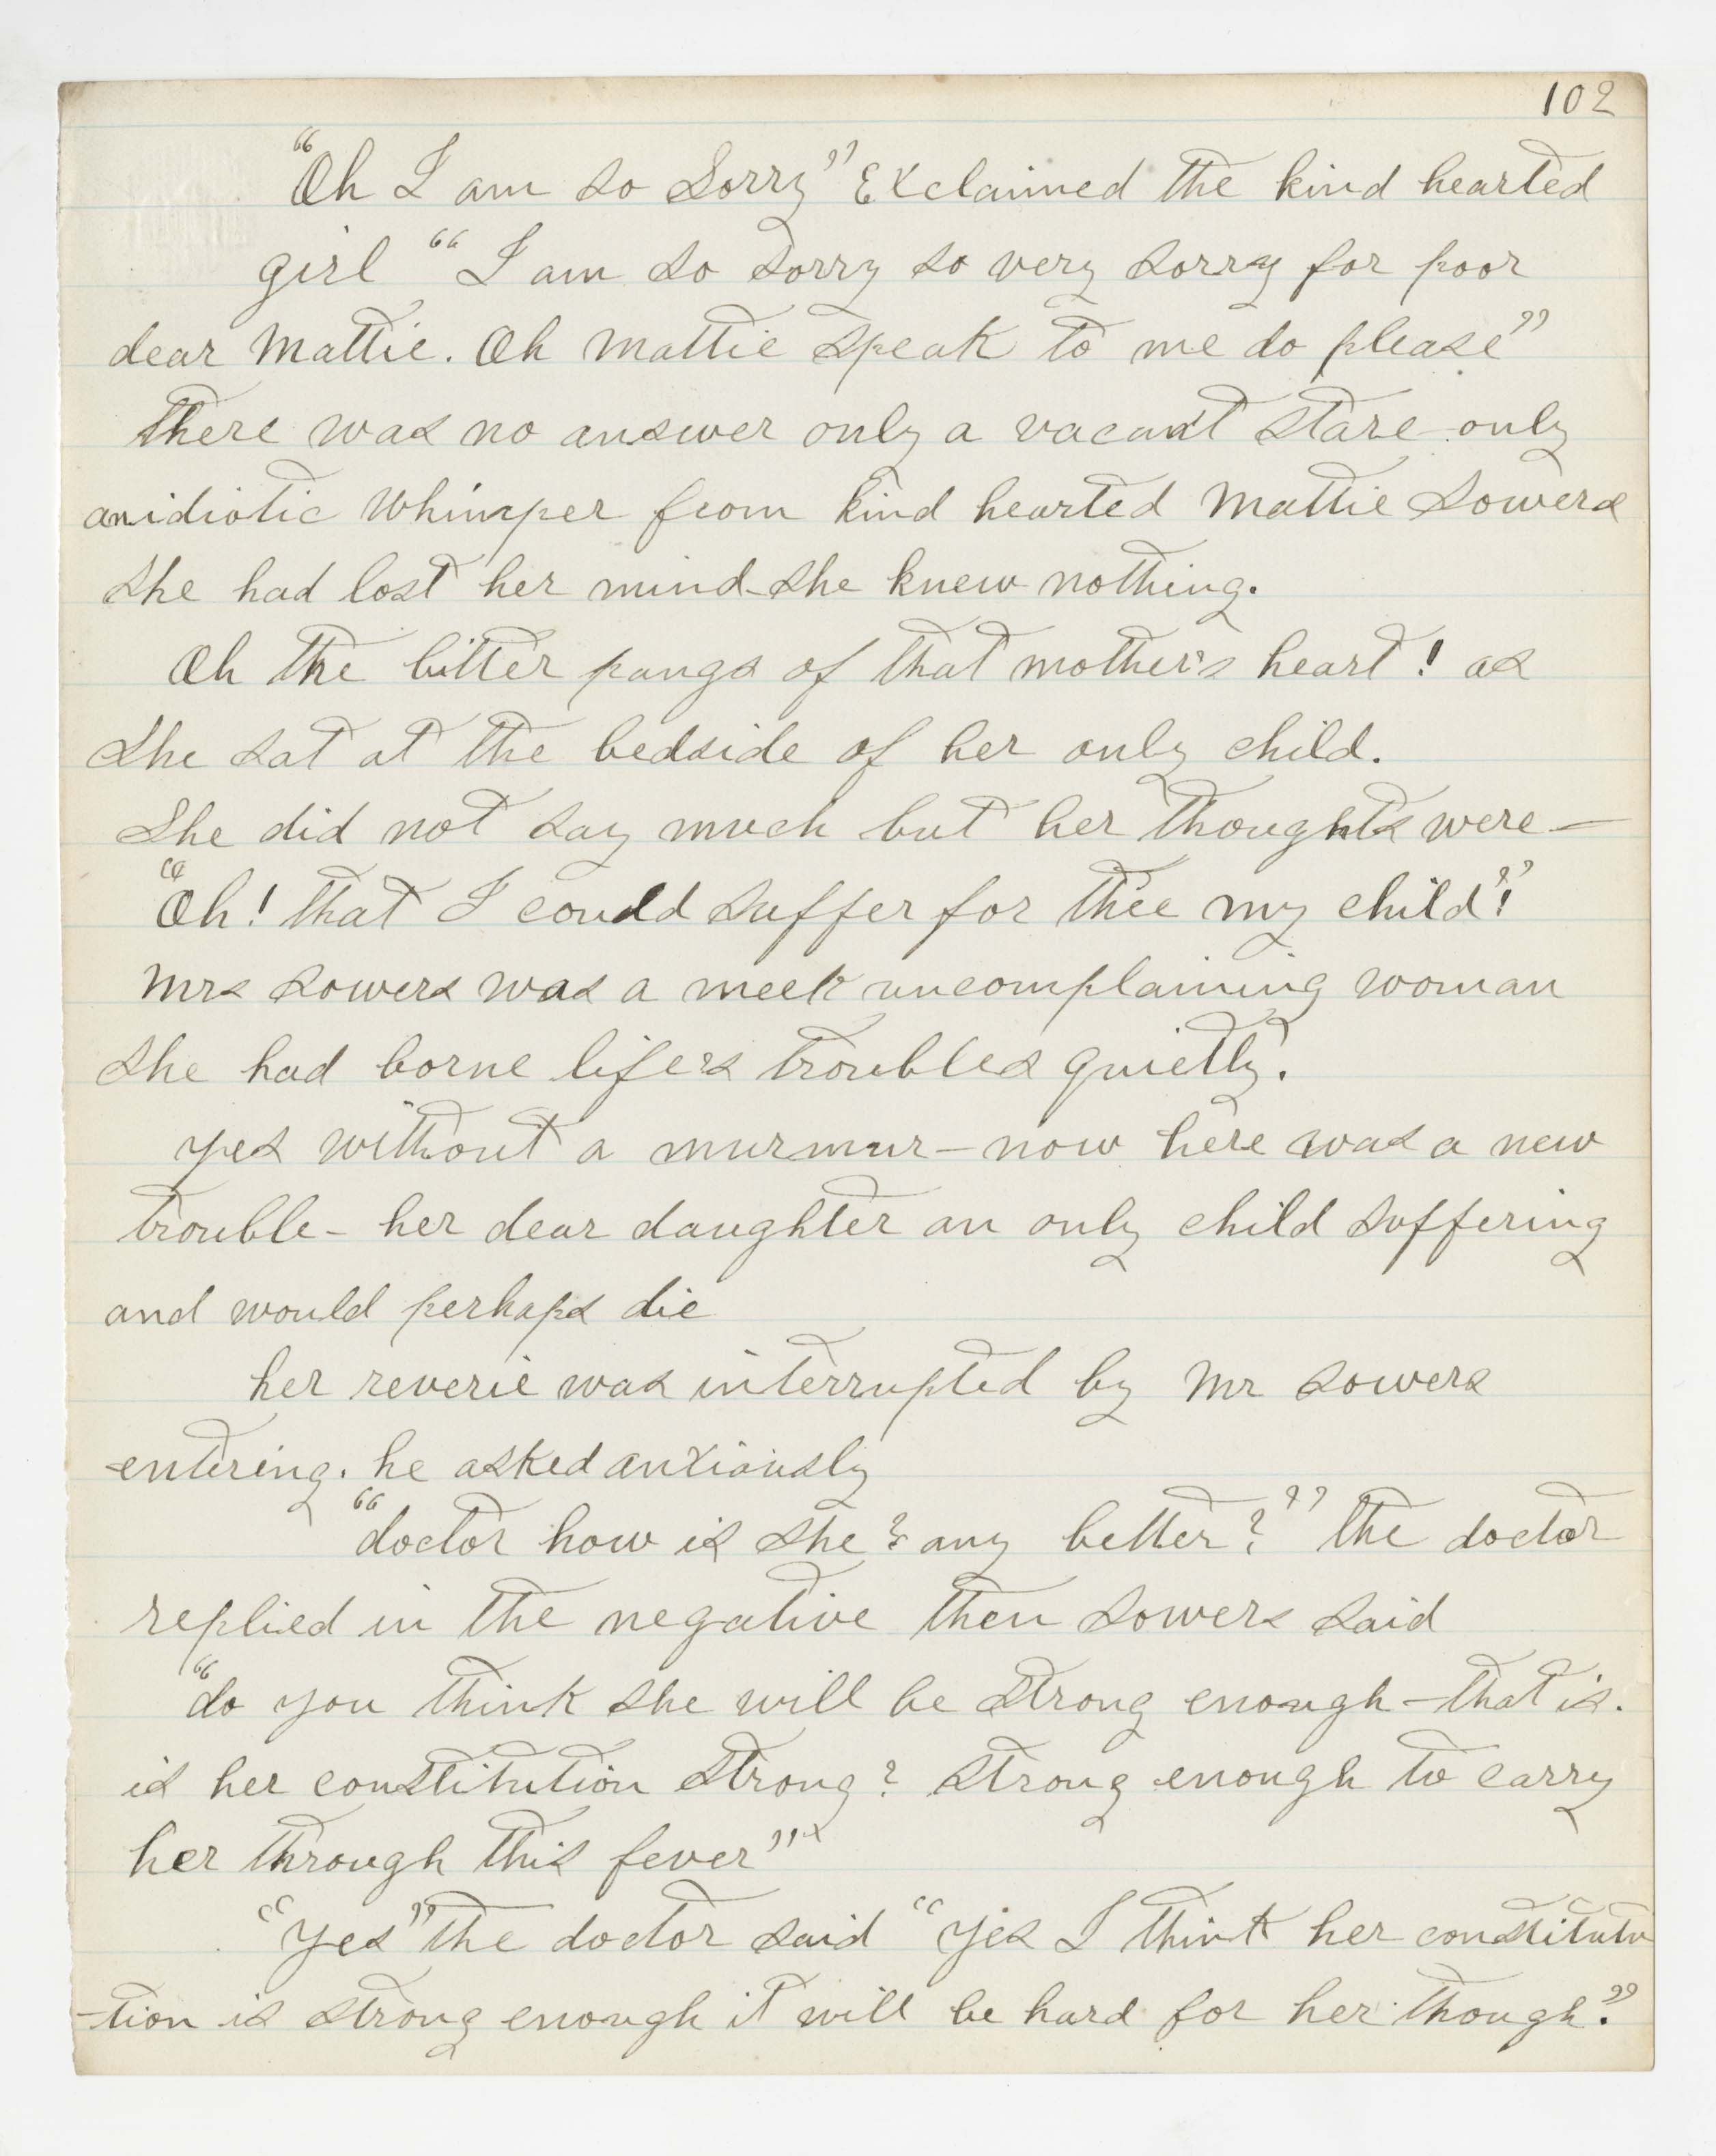 102
"Oh I am so Sorry" Exclaimed the kind hearted
girl "I am so sorry so very sorry for poor
dear Mattie. Oh Mattie speak to me do please"
there was no answer only a vacant stare only
an idiotic whimper from kind hearted Mattie Sowers
she had lost her mind - she knew nothing.
Oh the bitter pangs of that mother's heart! as
she sat at the bedside of her only child.
She did not say much but her thoughts were—
"Oh! that I could suffer for thee my child"!
Mrs Sowers was a meek uncomplaining woman
she had borne life's troubles quietly.
yes without a murmur — now here was a new
trouble - her dear daughter an only child suffering
and would perhaps die
her reverie was interrupted by Mr Sowers
entering. he asked anxiously
"doctor how is she? any better?" the doctor
replied in the negative then Sowers said
"do you think she will be strong enough — that is.
is her constitution strong? strong enough to carry
her through this fever"
"yes" the doctor said "yes I think her constitu
-tion is strong enough it will be hard for her though."